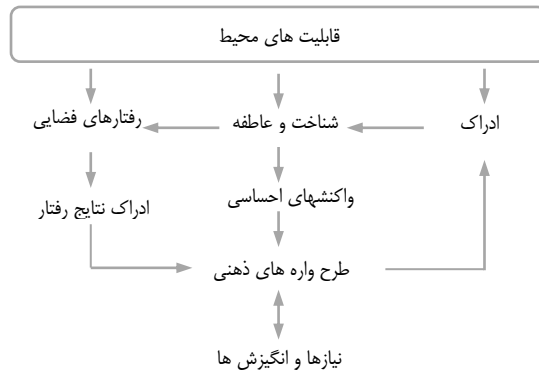 قابلیت های محیط
ادراک
شناخت و عاطفه
رفتارهای فضایی
واکنشهای احساسی
ادراک نتایج رفتار
طرح واره های ذهنی
نیازها و انگیزش ها